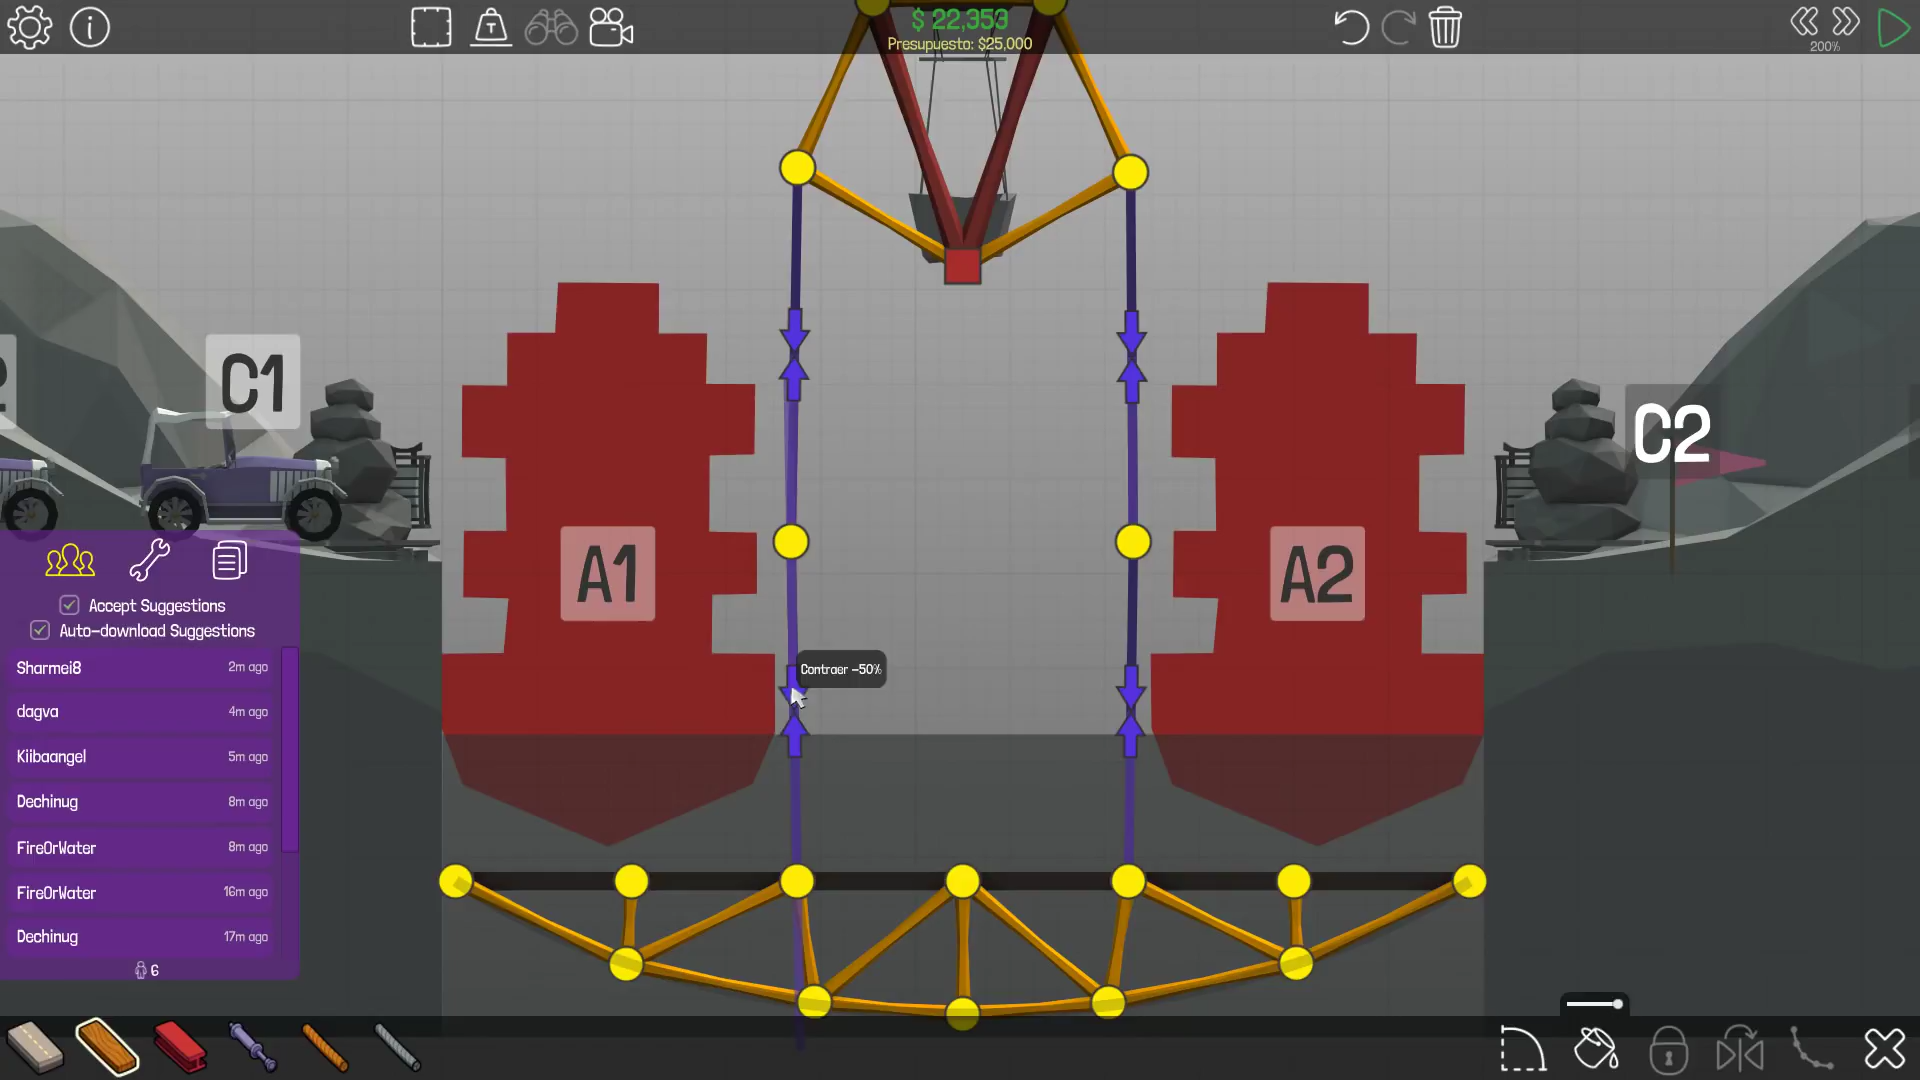 $ 22,353
Presupuesto: $25,000
200%
C1
C2
A1
A2
Contraer -50%
Accept Suggestions
Auto-download Suggestions
Sharmei8 2m ago
dagva 4m ago
Kiibaangel 5m ago
Dechinug 8m ago
FireOrWater 8m ago
FireOrWater 16m ago
Dechinug 17m ago
6